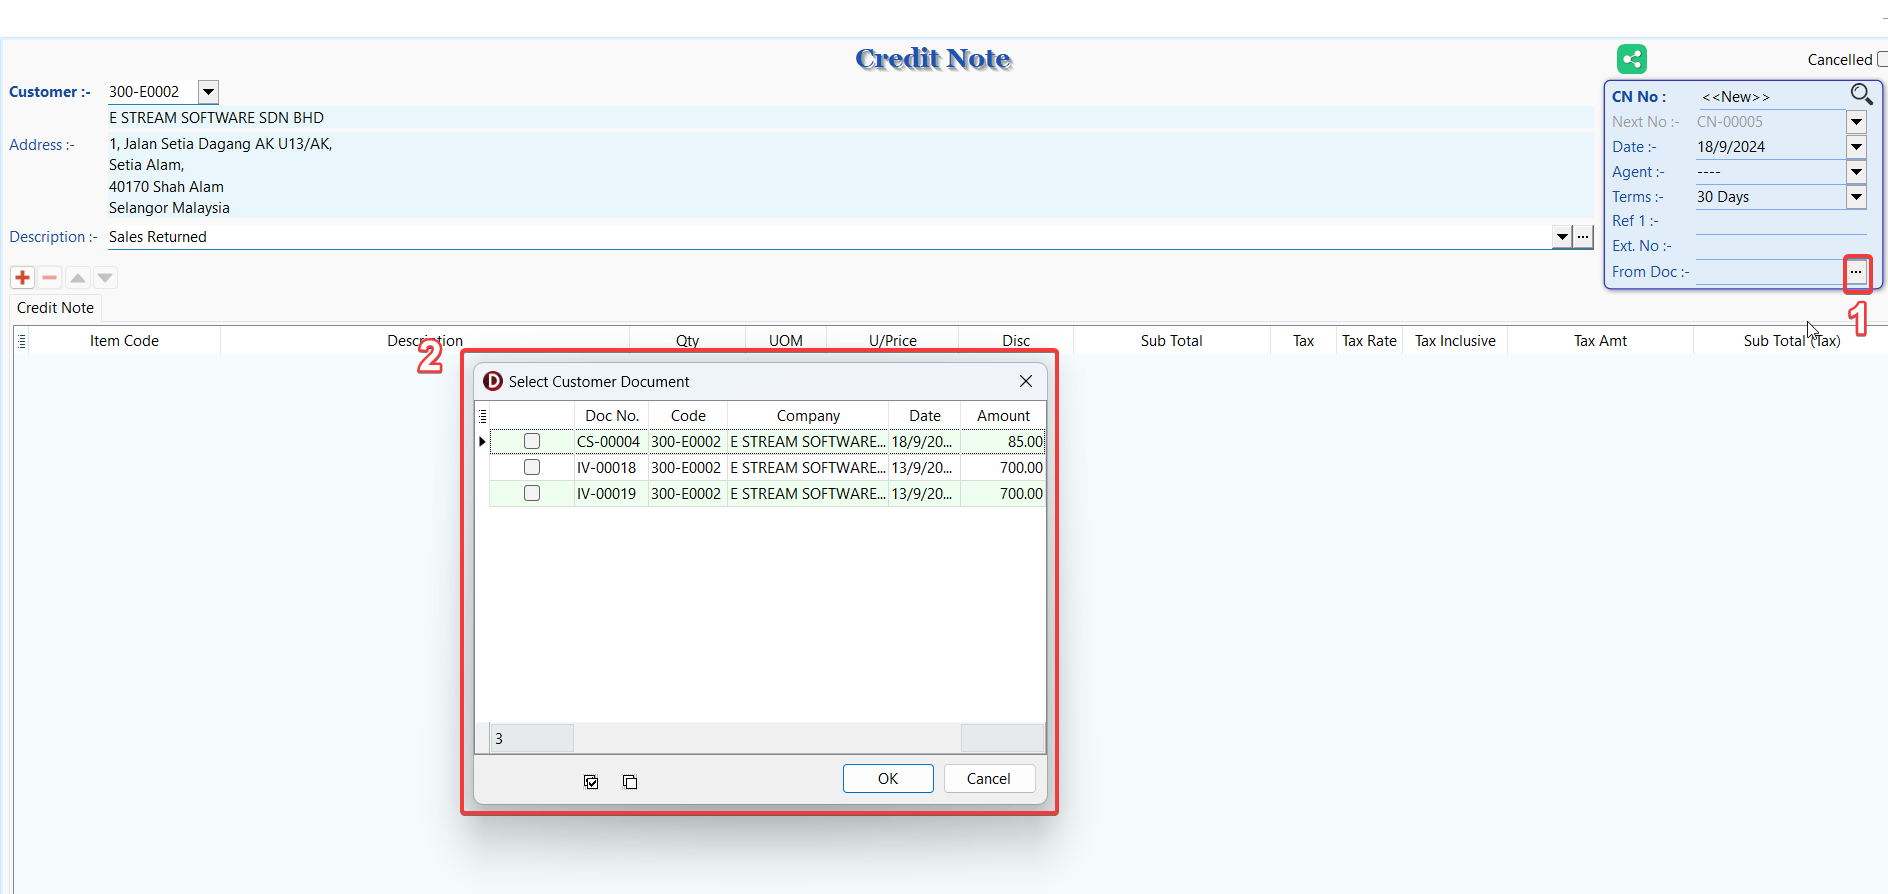 Credit Note
Cancelled
Customer :- 300-E0002
E STREAM SOFTWARE SDN BHD
Address :- 1, Jalan Setia Dagang AK U13/AK,
Setia Alam,
40170 Shah Alam
Selangor Malaysia
Description :- Sales Returned
CN No : <<New>>
Next No :- CN-00005
Date :- 18/9/2024
Agent :- ----
Terms :- 30 Days
Ref 1 :-
Ext. No :-
From Doc :- ...
1
Credit Note
Item Code Description Qty UOM U/Price Disc Sub Total Tax Tax Rate Tax Inclusive Tax Amt Sub Total (Tax)
2
Select Customer Document
Doc No. Code Company Date Amount
CS-00004 300-E0002 E STREAM SOFTWARE... 18/9/20... 85.00
IV-00018 300-E0002 E STREAM SOFTWARE... 13/9/20... 700.00
IV-00019 300-E0002 E STREAM SOFTWARE... 13/9/20... 700.00
3
OK Cancel